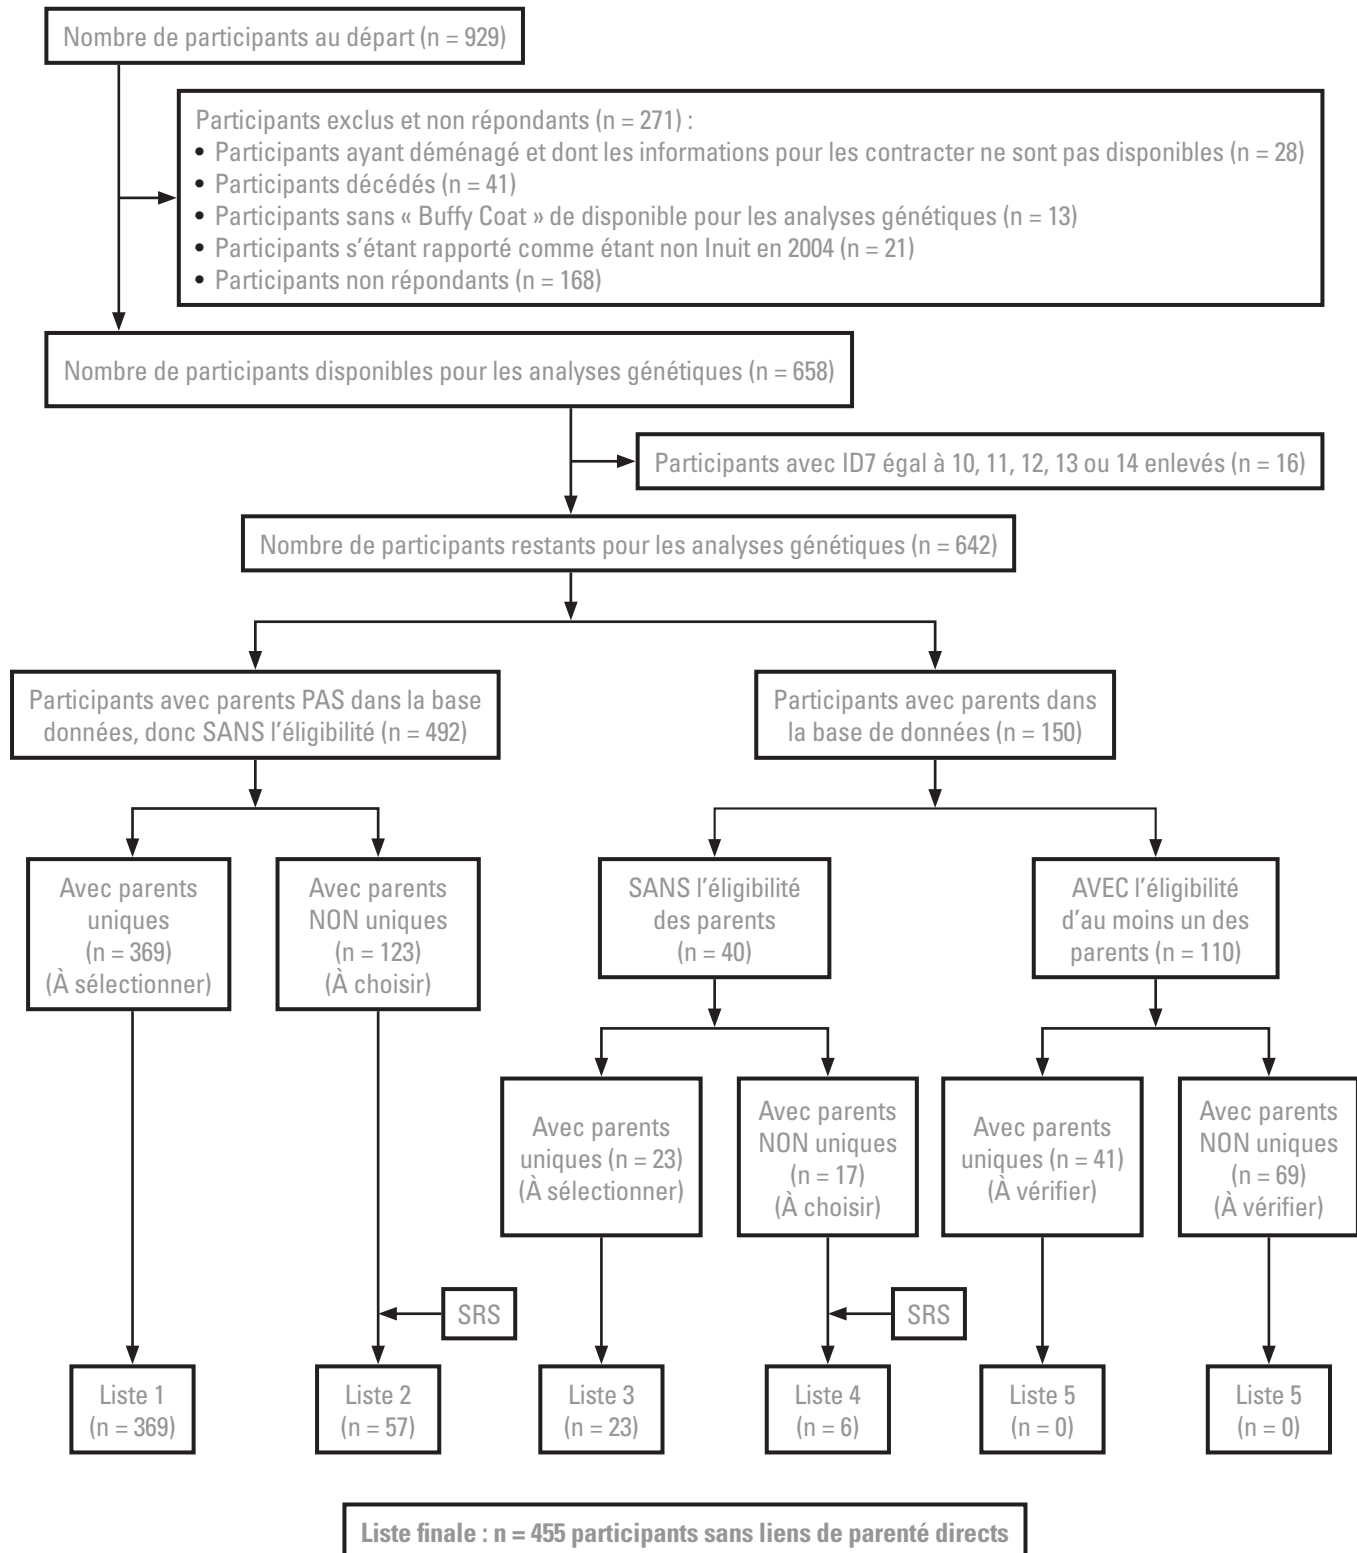 Nombre de participants au départ (n = 929)
Participants exclus et non répondants (n = 271) :
• Participants ayant déménagé et dont les informations pour les contracter ne sont pas disponibles (n = 28)
• Participants décédés (n = 41)
• Participants sans « Buffy Coat » de disponible pour les analyses génétiques (n = 13)
• Participants s'étant rapporté comme étant non Inuit en 2004 (n = 21)
• Participants non répondants (n = 168)
Nombre de participants disponibles pour les analyses génétiques (n = 658)
Participants avec ID7 égal à 10, 11, 12, 13 ou 14 enlevés (n = 16)
Nombre de participants restants pour les analyses génétiques (n = 642)
Participants avec parents PAS dans la base
données, donc SANS l'éligibilité (n = 492)
Participants avec parents dans
la base de données (n = 150)
Avec parents
uniques
(n = 369)
(À sélectionner)
Avec parents
NON uniques
(n = 123)
(À choisir)
SANS l'éligibilité
des parents
(n = 40)
AVEC l'éligibilité
d'au moins un des
parents (n = 110)
Avec parents
uniques (n = 23)
(À sélectionner)
Avec parents
NON uniques
(n = 17)
(À choisir)
Avec parents
uniques (n = 41)
(À vérifier)
Avec parents
NON uniques
(n = 69)
(À vérifier)
SRS
SRS
Liste 1
(n = 369)
Liste 2
(n = 57)
Liste 3
(n = 23)
Liste 4
(n = 6)
Liste 5
(n = 0)
Liste 5
(n = 0)
Liste finale : n = 455 participants sans liens de parenté directs